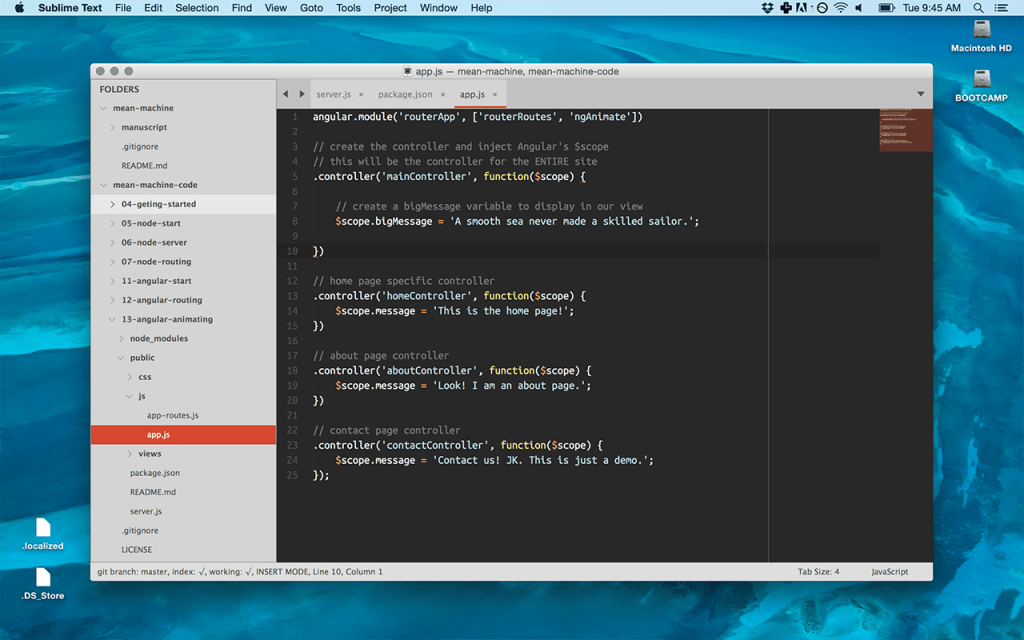 Sublime Text File Edit Selection Find View Goto Tools Project Window Help Tue 9:45 AM
Macintosh HD
BOOTCAMP
.localized
.DS_Store
app.js — mean-machine, mean-machine-code
FOLDERS
mean-machine
manuscript
.gitignore
README.md
mean-machine-code
04-geting-started
05-node-start
06-node-server
07-node-routing
11-angular-start
12-angular-routing
13-angular-animating
node_modules
public
css
js
app-routes.js
app.js
views
package.json
README.md
server.js
.gitignore
LICENSE
server.js × package.json × app.js ×
1 angular.module('routerApp', ['routerRoutes', 'ngAnimate'])
2
3 // create the controller and inject Angular's $scope
4 // this will be the controller for the ENTIRE site
5 .controller('mainController', function($scope) {
6
7 // create a bigMessage variable to display in our view
8 $scope.bigMessage = 'A smooth sea never made a skilled sailor.';
9
10 })
11
12 // home page specific controller
13 .controller('homeController', function($scope) {
14 $scope.message = 'This is the home page!';
15 })
16
17 // about page controller
18 .controller('aboutController', function($scope) {
19 $scope.message = 'Look! I am an about page.';
20 })
21
22 // contact page controller
23 .controller('contactController', function($scope) {
24 $scope.message = 'Contact us! JK. This is just a demo.';
25 });
git branch: master, index: √, working: √, INSERT MODE, Line 10, Column 1 Tab Size: 4 JavaScript